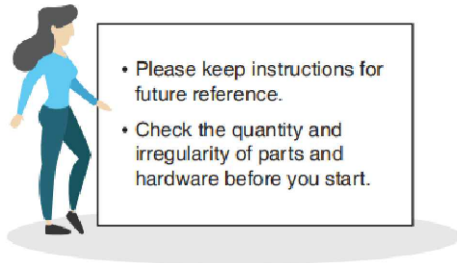 • Please keep instructions for
future reference.
• Check the quantity and
irregularity of parts and
hardware before you start.